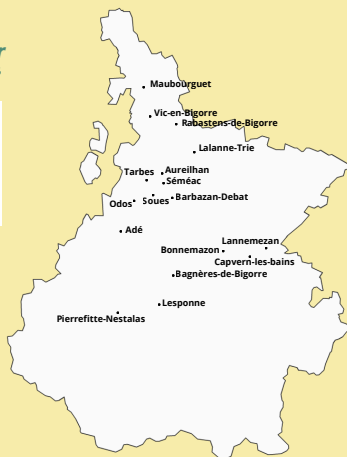 Maubourguet
Vic-en-Bigorre
Rabastens-de-Bigorre
Lalanne-Trie
Tarbes
Aureilhan
Séméac
Odos
Soues
Barbazan-Debat
Adé
Lannemezan
Bonnemazon
Capvern-les-bains
Bagnères-de-Bigorre
Lesponne
Pierrefitte-Nestalas